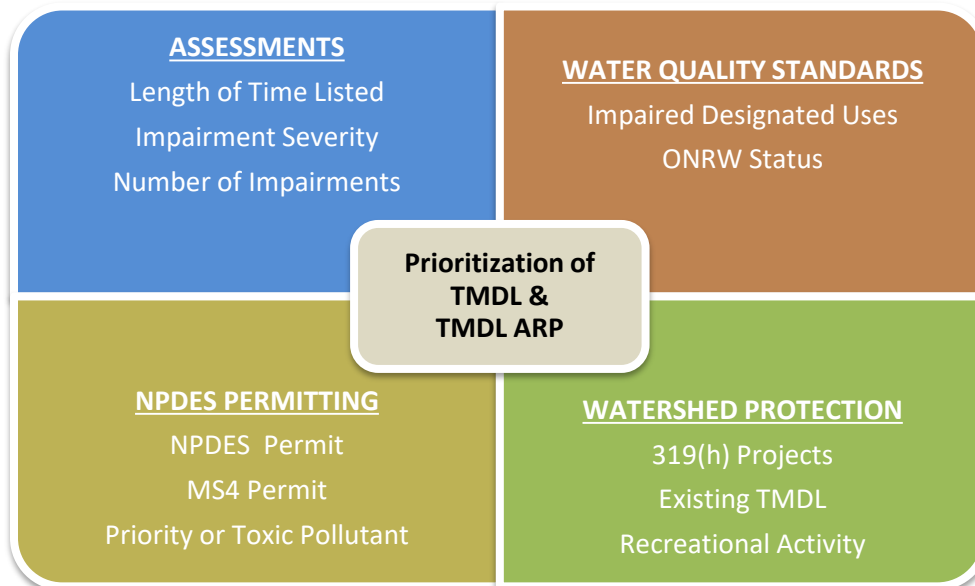 ASSESSMENTS
Length of Time Listed
Impairment Severity
Number of Impairments
WATER QUALITY STANDARDS
Impaired Designated Uses
ONRW Status
Prioritization of
TMDL &
TMDL ARP
NPDES PERMITTING
NPDES Permit
MS4 Permit
Priority or Toxic Pollutant
WATERSHED PROTECTION
319(h) Projects
Existing TMDL
Recreational Activity